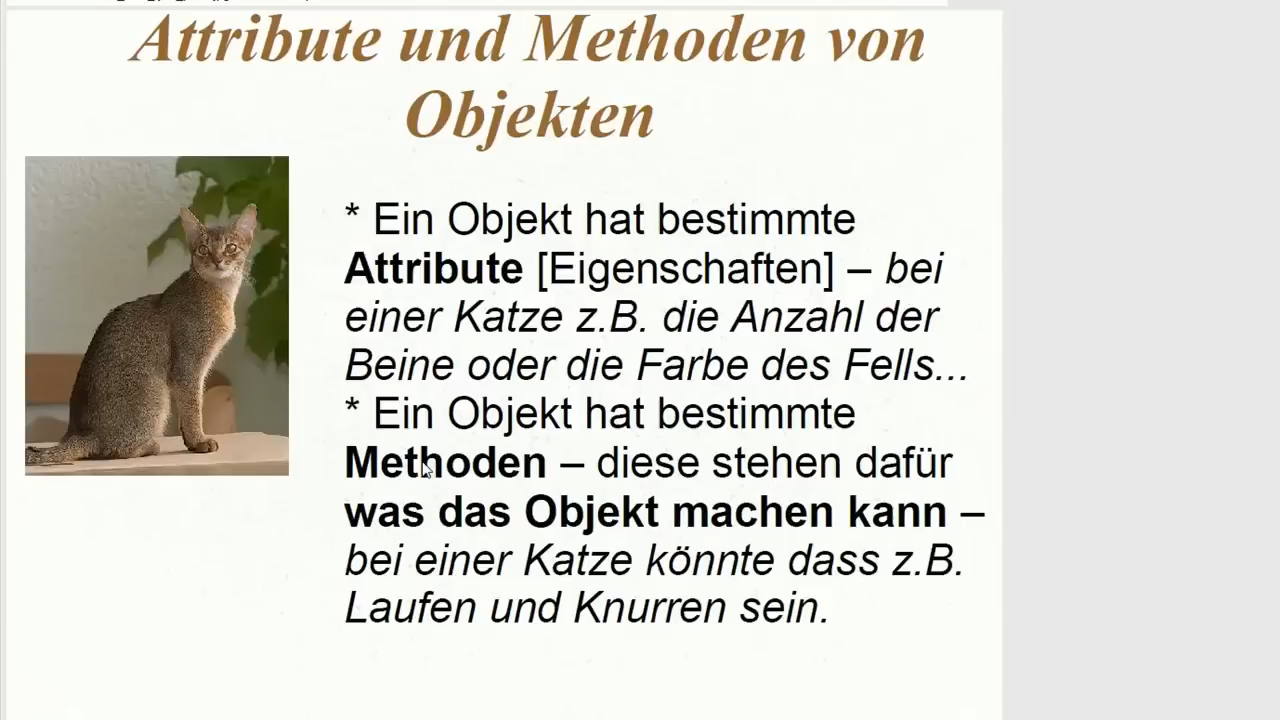 Attribute und Methoden von
Objekten
* Ein Objekt hat bestimmte
Attribute [Eigenschaften] – bei
einer Katze z.B. die Anzahl der
Beine oder die Farbe des Fells...
* Ein Objekt hat bestimmte
Methoden – diese stehen dafür
was das Objekt machen kann –
bei einer Katze könnte dass z.B.
Laufen und Knurren sein.